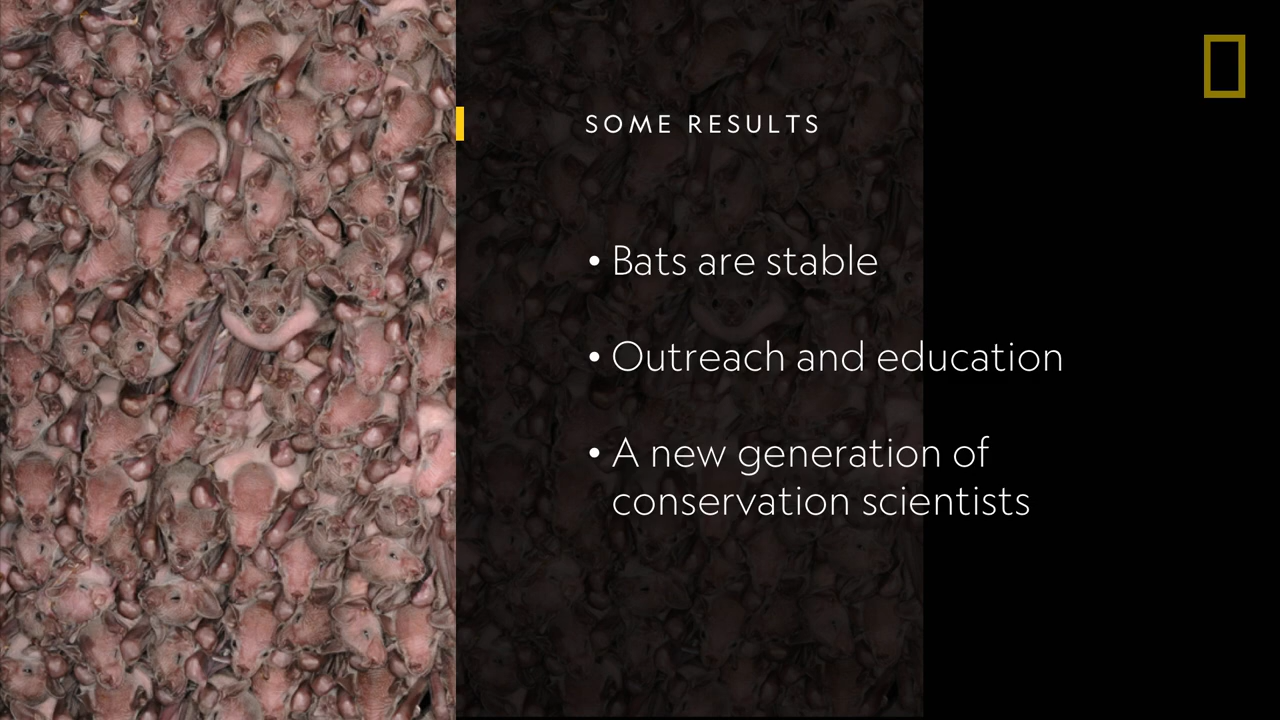 SOME RESULTS
• Bats are stable
• Outreach and education
• A new generation of
conservation scientists